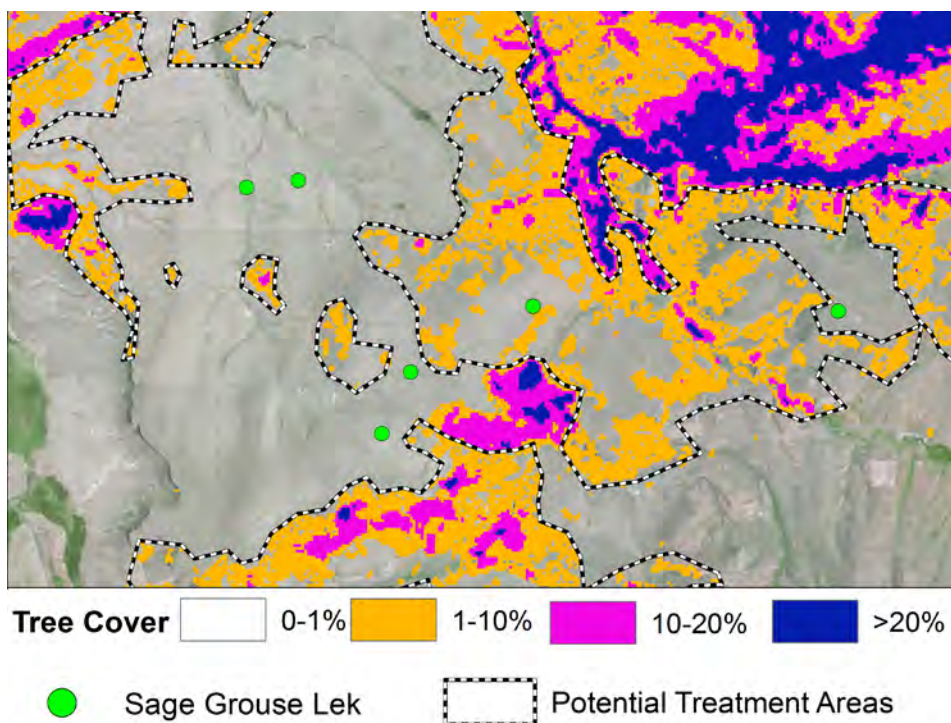 Tree Cover 0-1% 1-10% 10-20% >20%
Sage Grouse Lek Potential Treatment Areas